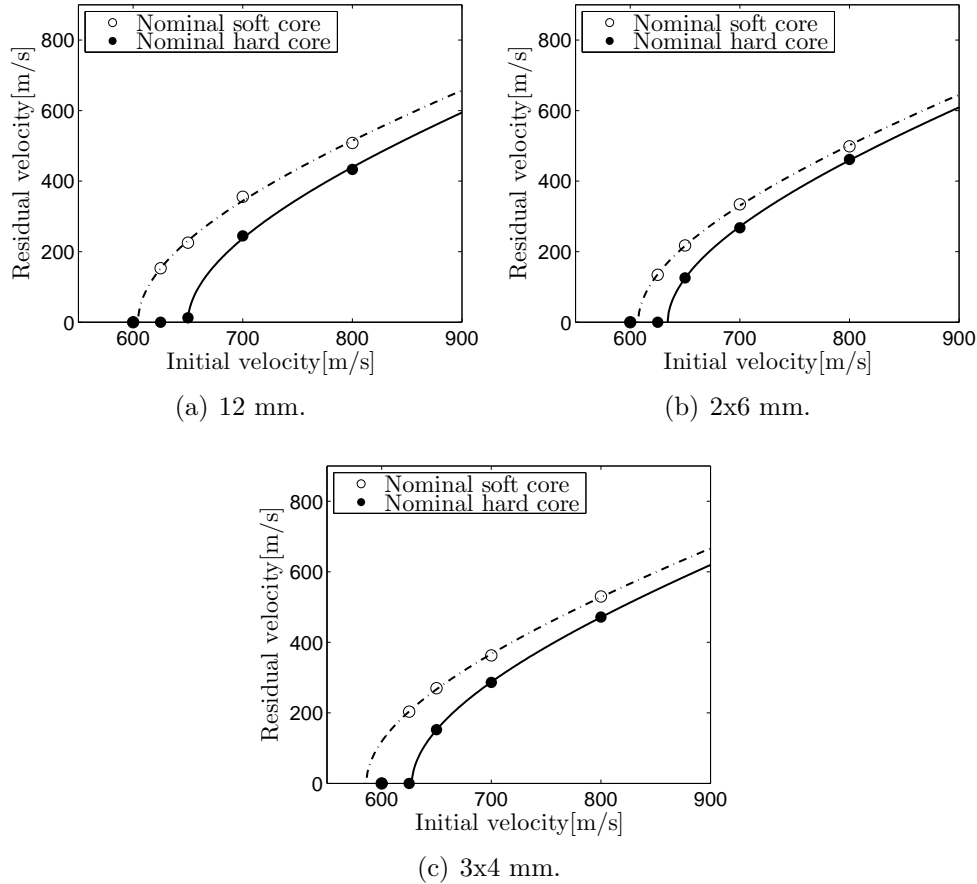 Nominal soft core
Nominal hard core
800
600
400
200
0
Residual velocity[m/s]
600 700 800 900
Initial velocity[m/s]
(a) 12 mm.
Nominal soft core
Nominal hard core
800
600
400
200
0
Residual velocity[m/s]
600 700 800 900
Initial velocity[m/s]
(b) 2x6 mm.
Nominal soft core
Nominal hard core
800
600
400
200
0
Residual velocity[m/s]
600 700 800 900
Initial velocity[m/s]
(c) 3x4 mm.